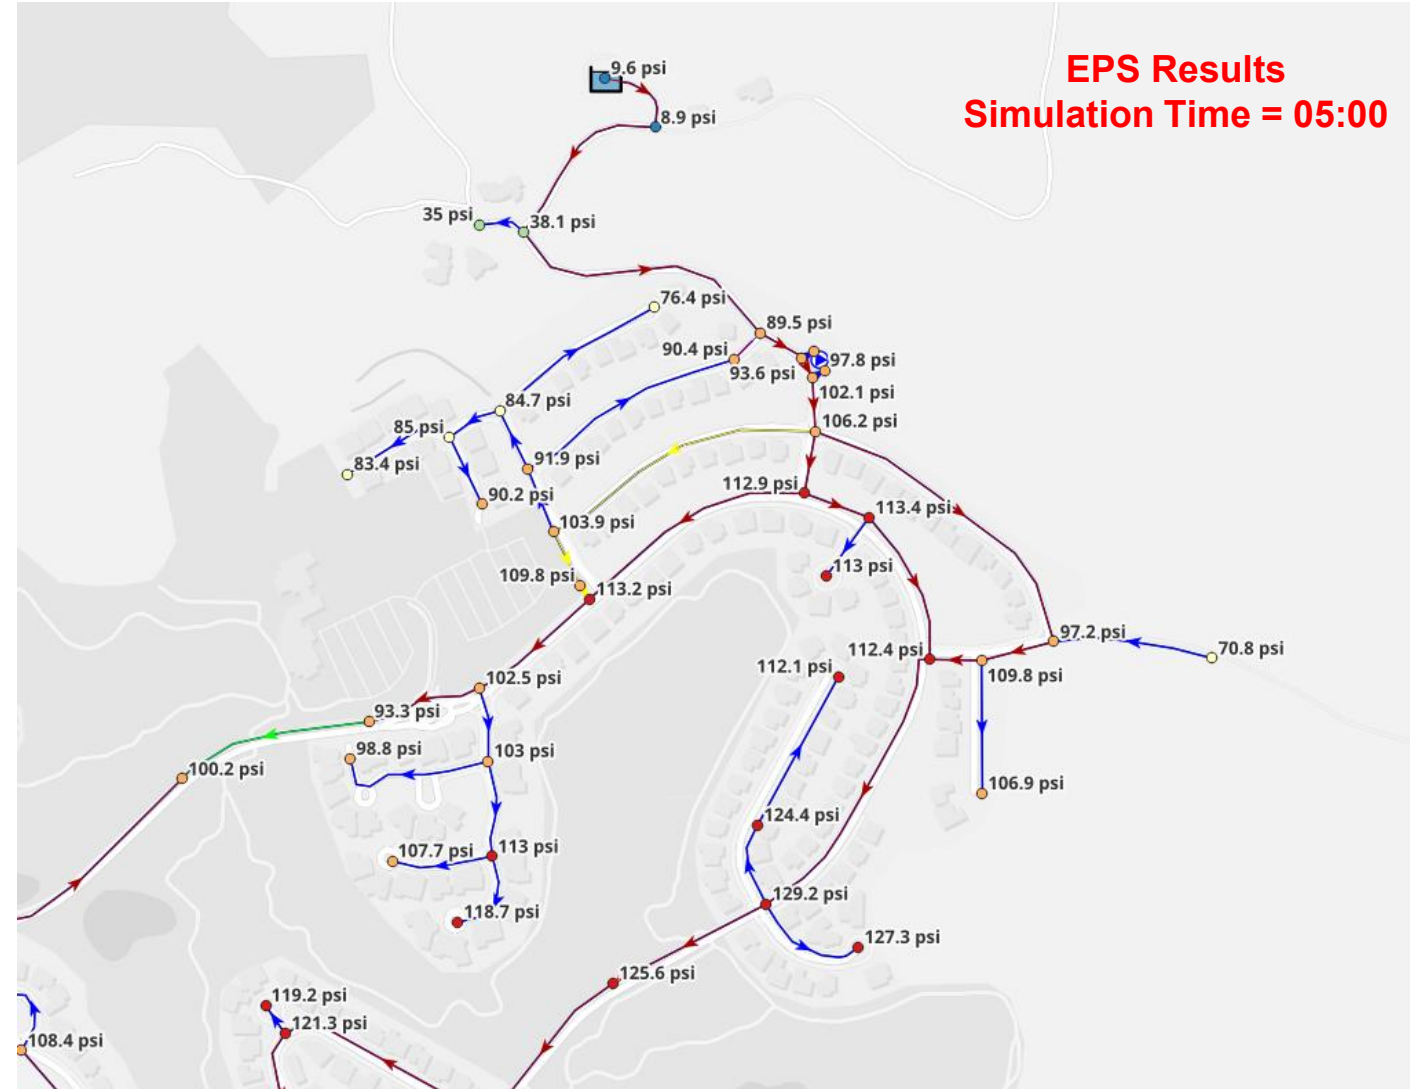 9.6 psi
EPS Results
Simulation Time = 05:00
8.9 psi
35 psi
38.1 psi
76.4 psi
89.5 psi
90.4 psi
93.6 psi
97.8 psi
102.1 psi
84.7 psi
85 psi
83.4 psi
91.9 psi
106.2 psi
90.2 psi
103.9 psi
112.9 psi
113.4 psi
109.8 psi
113.2 psi
113 psi
97.2 psi
70.8 psi
112.4 psi
112.1 psi
109.8 psi
102.5 psi
93.3 psi
98.8 psi
103 psi
100.2 psi
106.9 psi
124.4 psi
107.7 psi
113 psi
129.2 psi
118.7 psi
127.3 psi
125.6 psi
119.2 psi
121.3 psi
108.4 psi